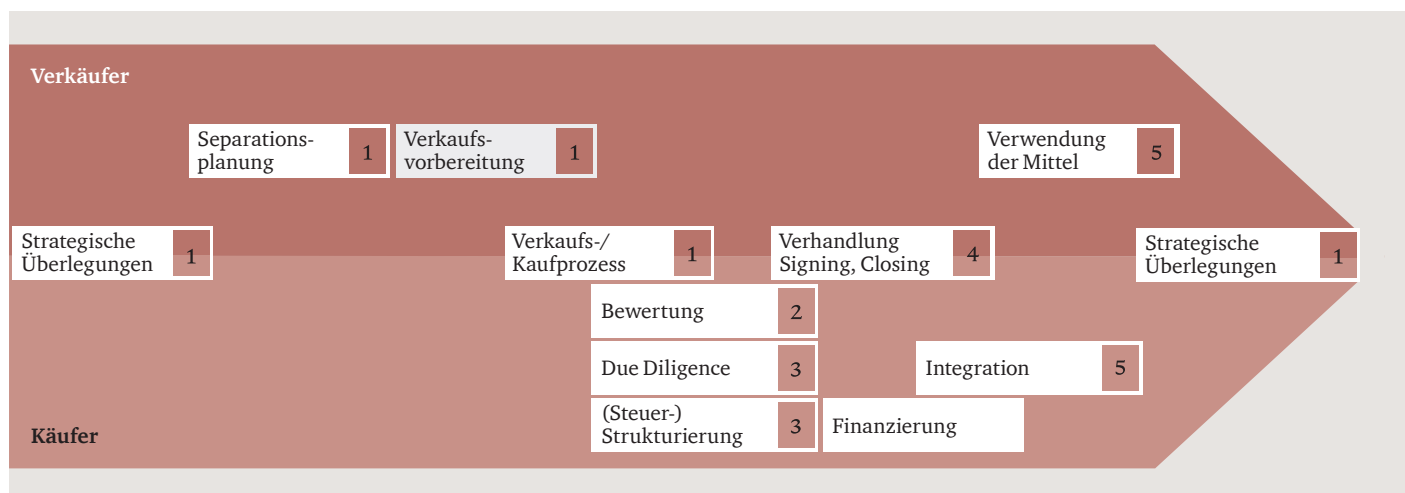 Verkäufer
Separations-
planung
1
Verkaufs-
vorbereitung
1
Verwendung
der Mittel
5
Strategische
Überlegungen
1
Verkaufs-/
Kaufprozess
1
Verhandlung
Signing, Closing
4
Strategische
Überlegungen
1
Bewertung
2
Due Diligence
3
Integration
5
(Steuer-)
Strukturierung
3
Finanzierung
Käufer